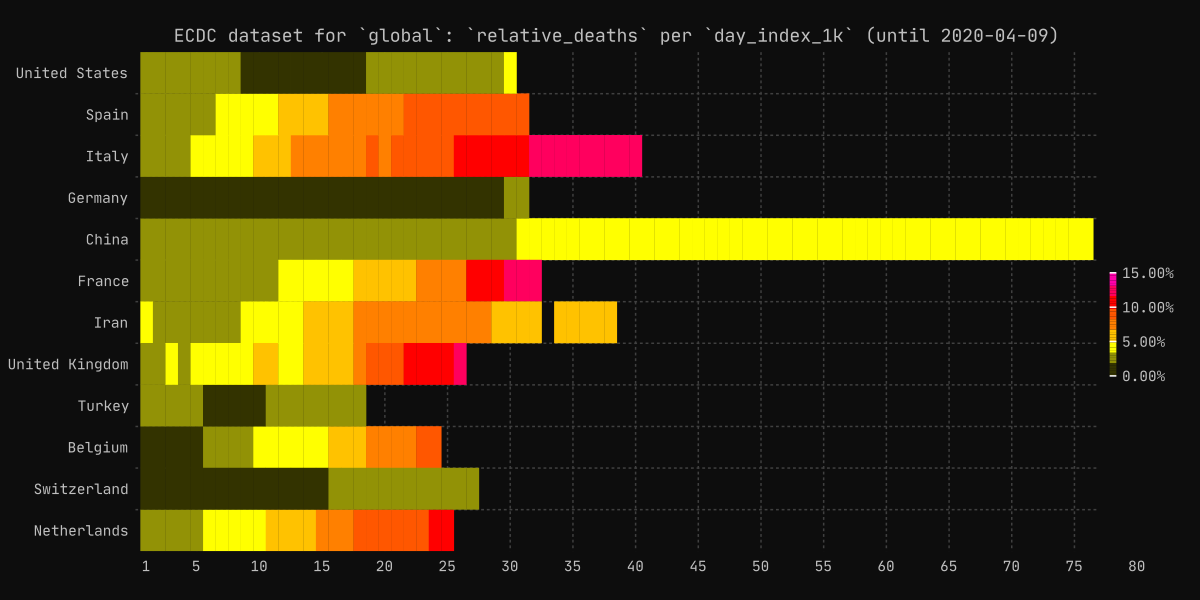 ECDC dataset for `global`: `relative_deaths` per `day_index_1k` (until 2020-04-09)
United States
Spain
Italy
Germany
China
France
Iran
United Kingdom
Turkey
Belgium
Switzerland
Netherlands
1 5 10 15 20 25 30 35 40 45 50 55 60 65 70 75 80
15.00%
10.00%
5.00%
0.00%